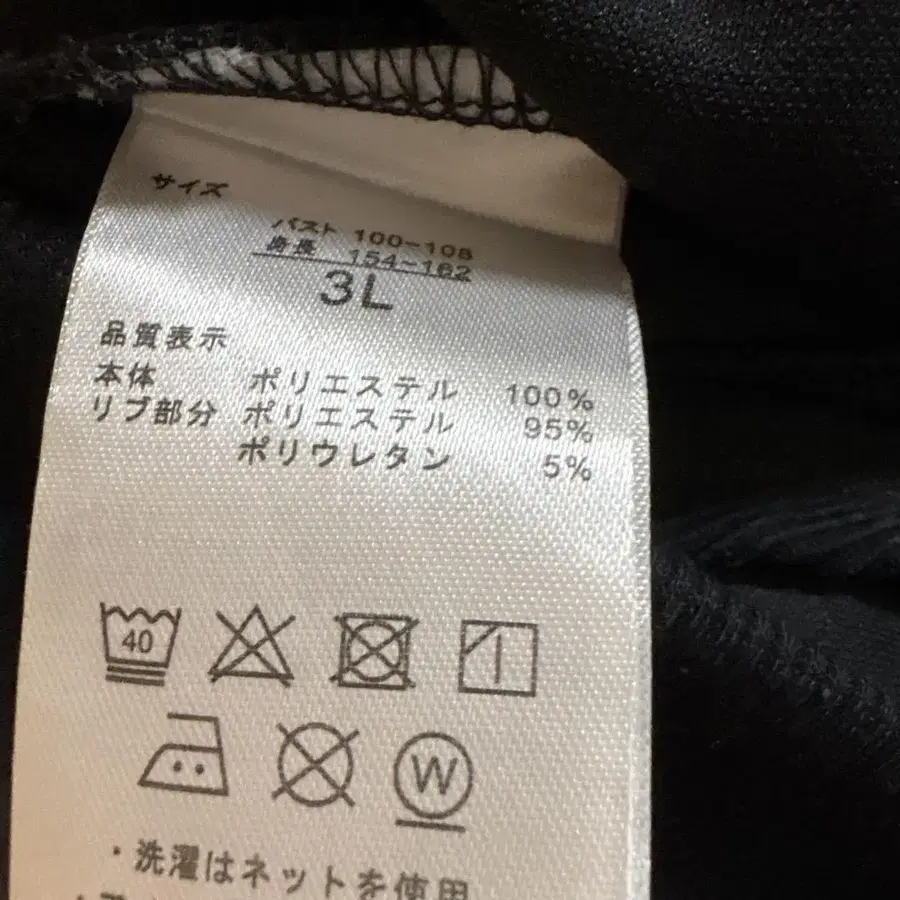 サイズ
バスト 100-108
身長 154~162
3L
品質表示
本体 ポリエステル 100%
リブ部分 ポリエステル 95%
ポリウレタン 5%
40
W
・洗濯はネットを使用